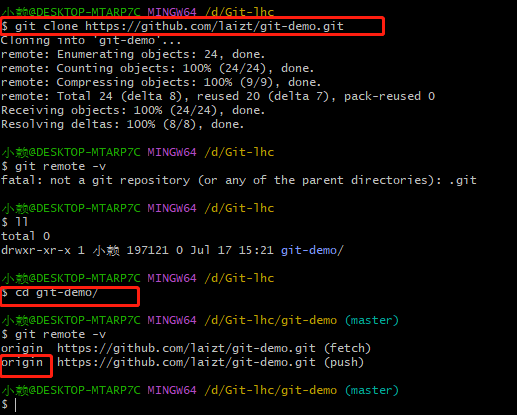 小赖@DESKTOP-MTARP7C MINGW64 /d/Git-lhc
$ git clone https://github.com/laizt/git-demo.git
Cloning into 'git-demo'...
remote: Enumerating objects: 24, done.
remote: Counting objects: 100% (24/24), done.
remote: Compressing objects: 100% (9/9), done.
remote: Total 24 (delta 8), reused 20 (delta 7), pack-reused 0
Receiving objects: 100% (24/24), done.
Resolving deltas: 100% (8/8), done.
小赖@DESKTOP-MTARP7C MINGW64 /d/Git-lhc
$ git remote -v
fatal: not a git repository (or any of the parent directories): .git
小赖@DESKTOP-MTARP7C MINGW64 /d/Git-lhc
$ ll
total 0
drwxr-xr-x 1 小赖 197121 0 Jul 17 15:21 git-demo/
小赖@DESKTOP-MTARP7C MINGW64 /d/Git-lhc
$ cd git-demo/
小赖@DESKTOP-MTARP7C MINGW64 /d/Git-lhc/git-demo (master)
$ git remote -v
origin  https://github.com/laizt/git-demo.git (fetch)
origin  https://github.com/laizt/git-demo.git (push)
小赖@DESKTOP-MTARP7C MINGW64 /d/Git-lhc/git-demo (master)
$